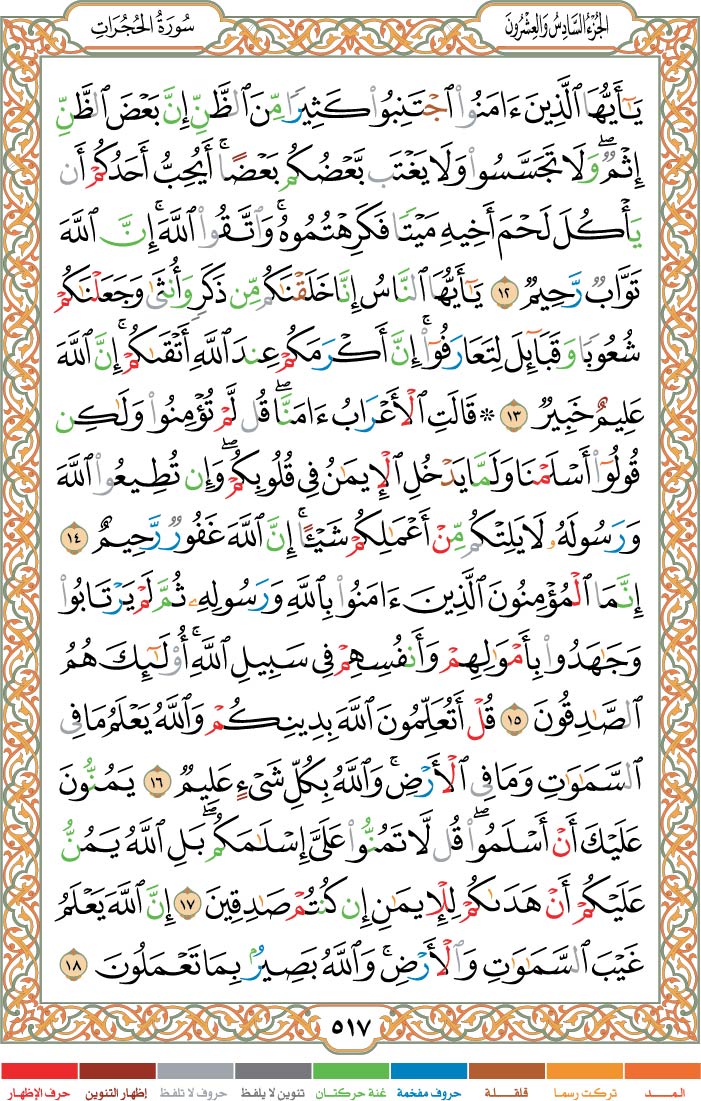 الجُزْءُ السَّادِسُ وَالعِشْرُونَ
سُورَةُ الحُجُرَاتِ
يَٰٓأَيُّهَا ٱلَّذِينَ ءَامَنُوا۟ ٱجْتَنِبُوا۟ كَثِيرًا مِّنَ ٱلظَّنِّ إِنَّ بَعْضَ ٱلظَّنِّ
إِثْمٌ ۖ وَلَا تَجَسَّسُوا۟ وَلَا يَغْتَب بَّعْضُكُم بَعْضًا ۚ أَيُحِبُّ أَحَدُكُمْ أَن
يَأْكُلَ لَحْمَ أَخِيهِ مَيْتًا فَكَرِهْتُمُوهُ ۚ وَٱتَّقُوا۟ ٱللَّهَ ۚ إِنَّ ٱللَّهَ
تَوَّابٌ رَّحِيمٌ ١٢ يَٰٓأَيُّهَا ٱلنَّاسُ إِنَّا خَلَقْنَٰكُم مِّن ذَكَرٍ وَأُنثَىٰ وَجَعَلْنَٰكُمْ
شُعُوبًا وَقَبَآئِلَ لِتَعَارَفُوٓا۟ ۚ إِنَّ أَكْرَمَكُمْ عِندَ ٱللَّهِ أَتْقَىٰكُمْ ۚ إِنَّ ٱللَّهَ
عَلِيمٌ خَبِيرٌ ١٣ ۞ قَالَتِ ٱلْأَعْرَابُ ءَامَنَّا ۖ قُل لَّمْ تُؤْمِنُوا۟ وَلَٰكِن
قُولُوٓا۟ أَسْلَمْنَا وَلَمَّا يَدْخُلِ ٱلْإِيمَٰنُ فِى قُلُوبِكُمْ ۖ وَإِن تُطِيعُوا۟ ٱللَّهَ
وَرَسُولَهُۥ لَا يَلِتْكُم مِّنْ أَعْمَٰلِكُمْ شَيْـًٔا ۚ إِنَّ ٱللَّهَ غَفُورٌ رَّحِيمٌ ١٤
إِنَّمَا ٱلْمُؤْمِنُونَ ٱلَّذِينَ ءَامَنُوا۟ بِٱللَّهِ وَرَسُولِهِۦ ثُمَّ لَمْ يَرْتَابُوا۟
وَجَٰهَدُوا۟ بِأَمْوَٰلِهِمْ وَأَنفُسِهِمْ فِى سَبِيلِ ٱللَّهِ ۚ أُو۟لَٰٓئِكَ هُمُ
ٱلصَّٰدِقُونَ ١٥ قُلْ أَتُعَلِّمُونَ ٱللَّهَ بِدِينِكُمْ وَٱللَّهُ يَعْلَمُ مَا فِى
ٱلسَّمَٰوَٰتِ وَمَا فِى ٱلْأَرْضِ ۚ وَٱللَّهُ بِكُلِّ شَىْءٍ عَلِيمٌ ١٦ يَمُنُّونَ
عَلَيْكَ أَنْ أَسْلَمُوا۟ ۖ قُل لَّا تَمُنُّوا۟ عَلَىَّ إِسْلَٰمَكُم ۖ بَلِ ٱللَّهُ يَمُنُّ
عَلَيْكُمْ أَنْ هَدَىٰكُمْ لِلْإِيمَٰنِ إِن كُنتُمْ صَٰدِقِينَ ١٧ إِنَّ ٱللَّهَ يَعْلَمُ
غَيْبَ ٱلسَّمَٰوَٰتِ وَٱلْأَرْضِ ۚ وَٱللَّهُ بَصِيرٌۢ بِمَا تَعْمَلُونَ ١٨
٥١٧
المـــد تركت رسما قلقـلة حروف مفخمة غنة حركتان تنوين لا يلفظ حروف لا تلفظ إظهار التنوين حرف الإظهار